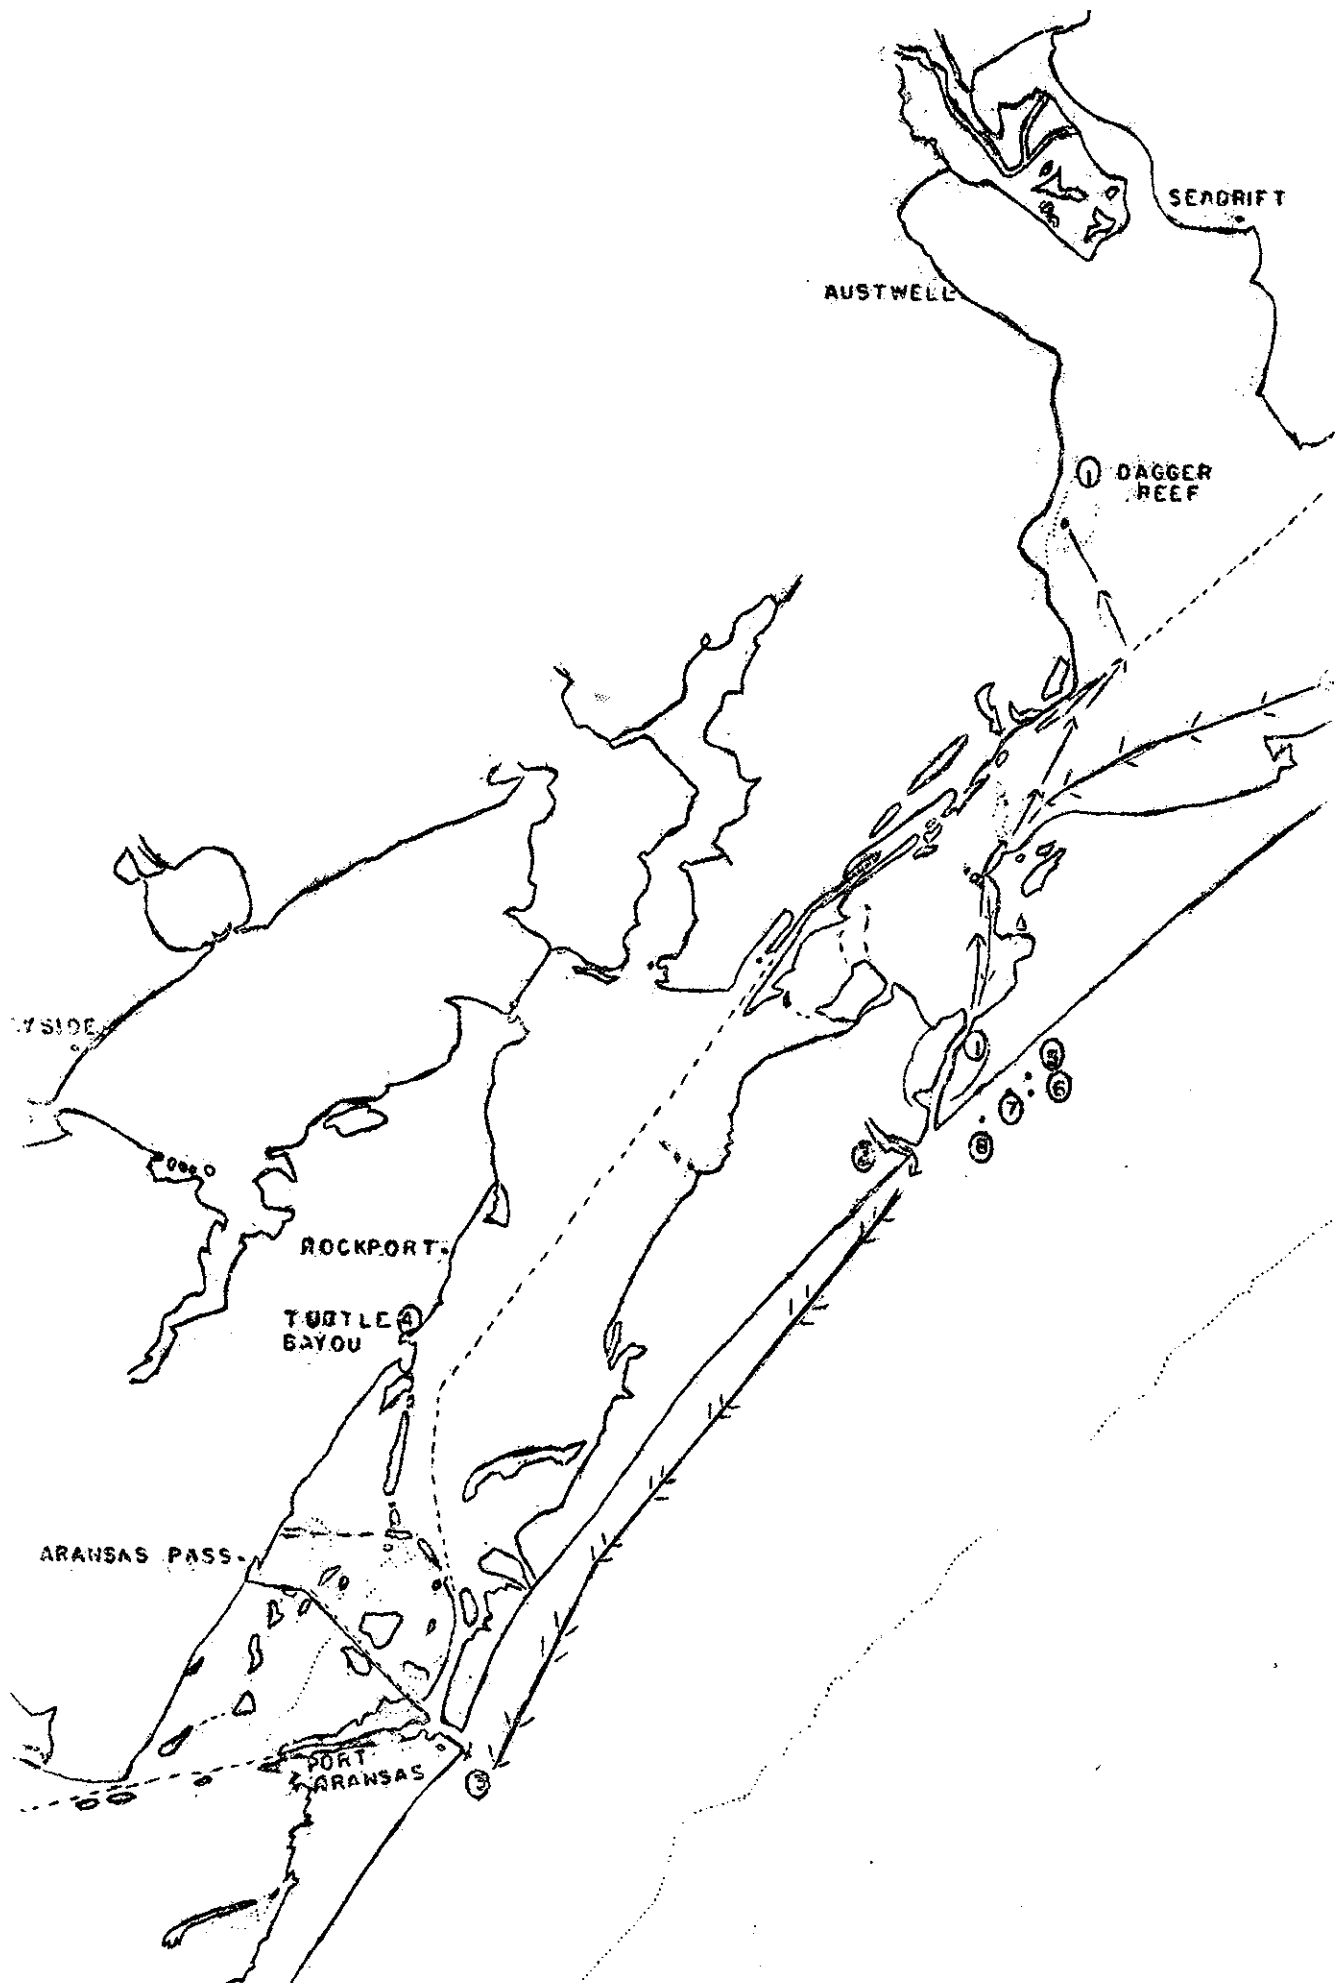 SEADRIFT
AUSTWELL
1 DAGGER
REEF
YSIDE
1
5
6
7
8
2
ROCKPORT
TURTLE 4
BAYOU
ARANSAS PASS
PORT
ARANSAS
3